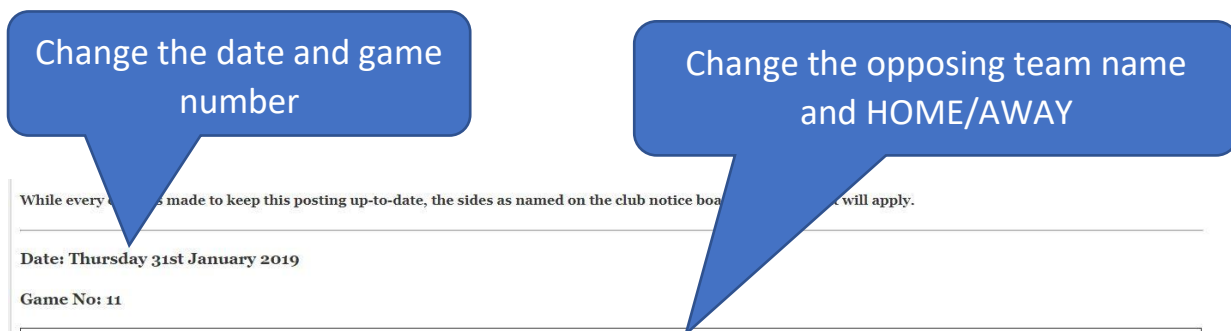 Change the date and game
number
Change the opposing team name
and HOME/AWAY
While every made to keep this posting up-to-date, the sides as named on the club notice will apply.
Date: Thursday 31st January 2019
Game No: 11